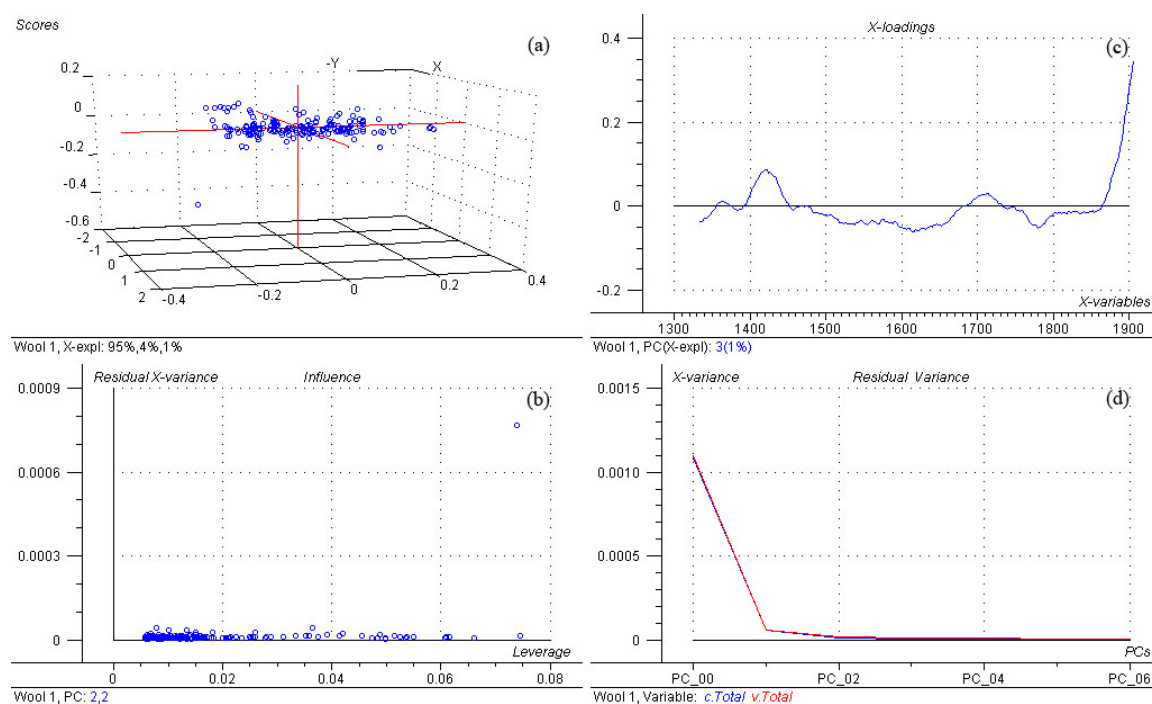 Scores
(a)
0.2
0
-0.2
-0.4
-0.6
-2
-1
0
1
2
-0.4
-0.2
0
0.2
0.4
-Y
X
Wool 1, X-expl: 95%,4%,1%
X-loadings
(c)
0.4
0.2
0
-0.2
X-variables
1300 1400 1500 1600 1700 1800 1900
Wool 1, PC(X-expl): 3(1%)
Residual X-variance Influence
(b)
0.0009
0.0006
0.0003
0
Leverage
0 0.02 0.04 0.06 0.08
Wool 1, PC: 2,2
X-variance Residual Variance
(d)
0.0015
0.0010
0.0005
0
PCs
PC_00 PC_02 PC_04 PC_06
Wool 1, Variable: c.Total v.Total